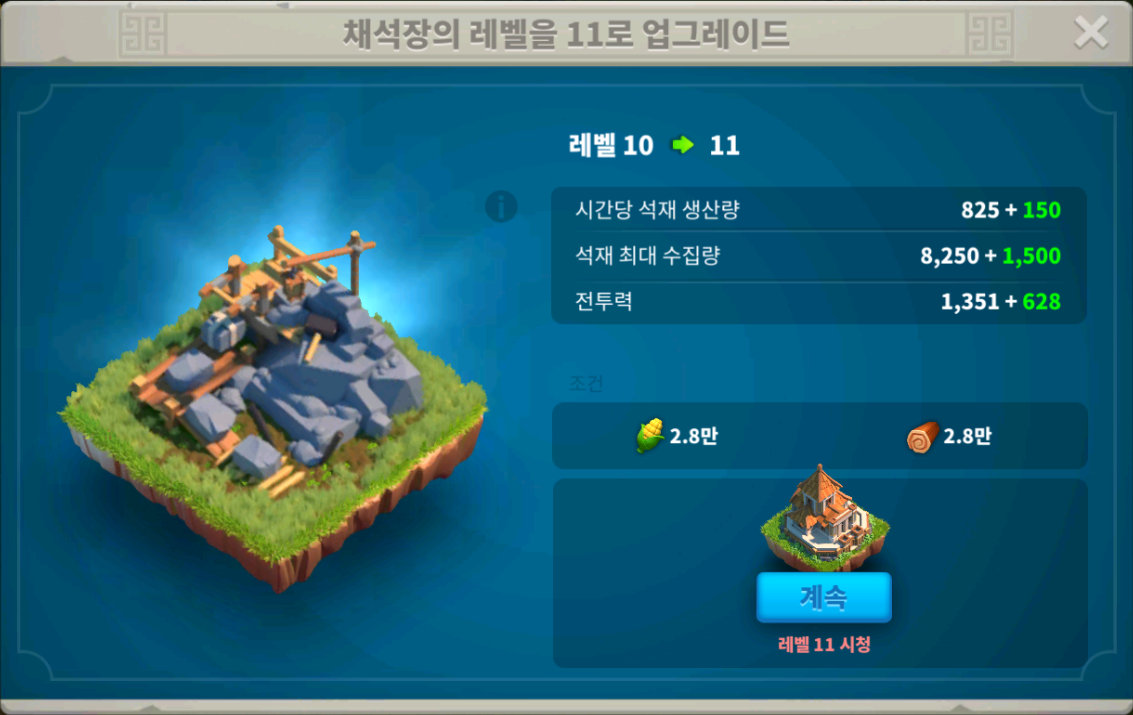 채석장의 레벨을 11로 업그레이드
레벨 10 11
시간당 석재 생산량 825 + 150
석재 최대 수집량 8,250 + 1,500
전투력 1,351 + 628
조건
2.8만 2.8만
계속
레벨 11 시청